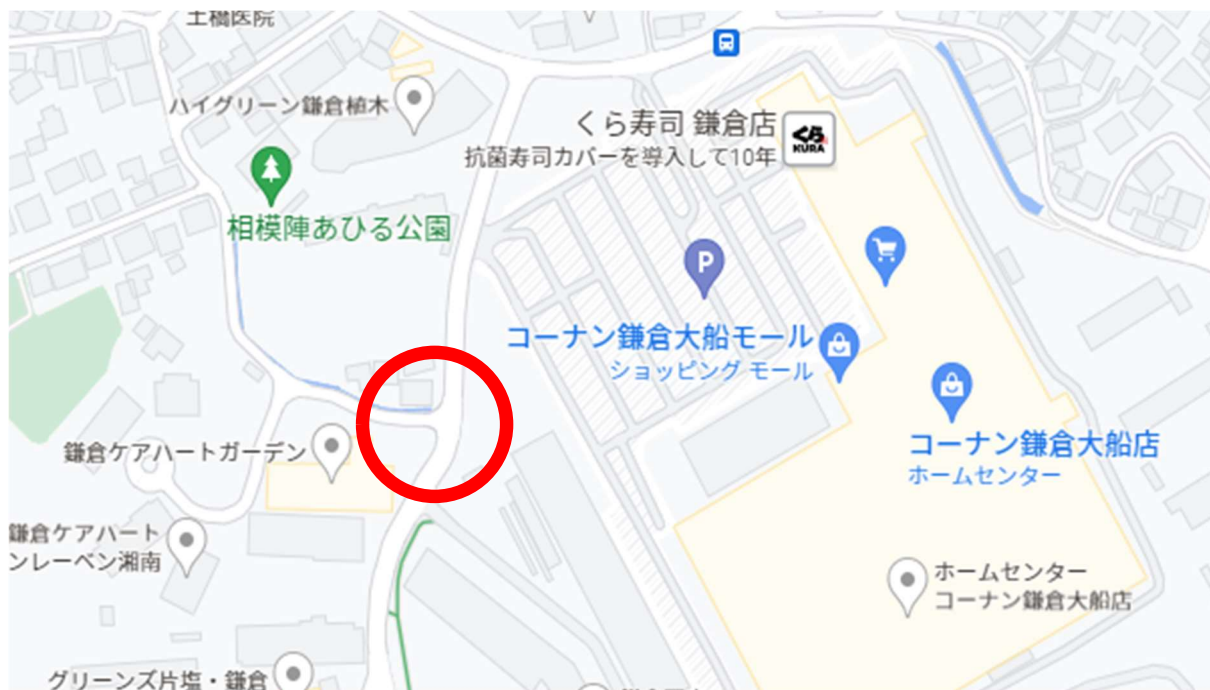 土橋医院
ハイグリーン鎌倉植木
くら寿司 鎌倉店
抗菌寿司カバーを導入して10年
くら
KURA
相模陣あひる公園
P
コーナン鎌倉大船モール
ショッピング モール
コーナン鎌倉大船店
ホームセンター
鎌倉ケアハートガーデン
鎌倉ケアハート
ンレーベン湘南
ホームセンター
コーナン鎌倉大船店
グリーンズ片塩・鎌倉